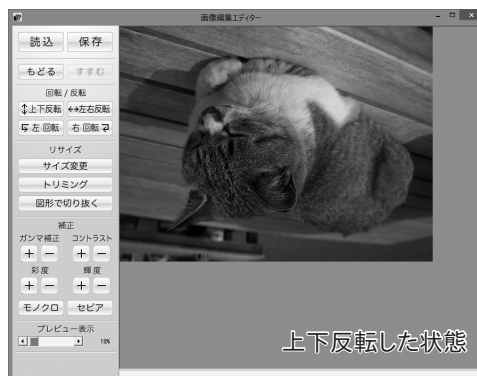 画像編集エディター
読込 保存
もどる すすむ
回転 / 反転
上下反転 左右反転
左 回転 右 回転
リサイズ
サイズ変更
トリミング
図形で切り抜く
補正
ガンマ補正 コントラスト
+ − + −
彩度 輝度
+ − + −
モノクロ セピア
プレビュー表示
18%
上下反転した状態